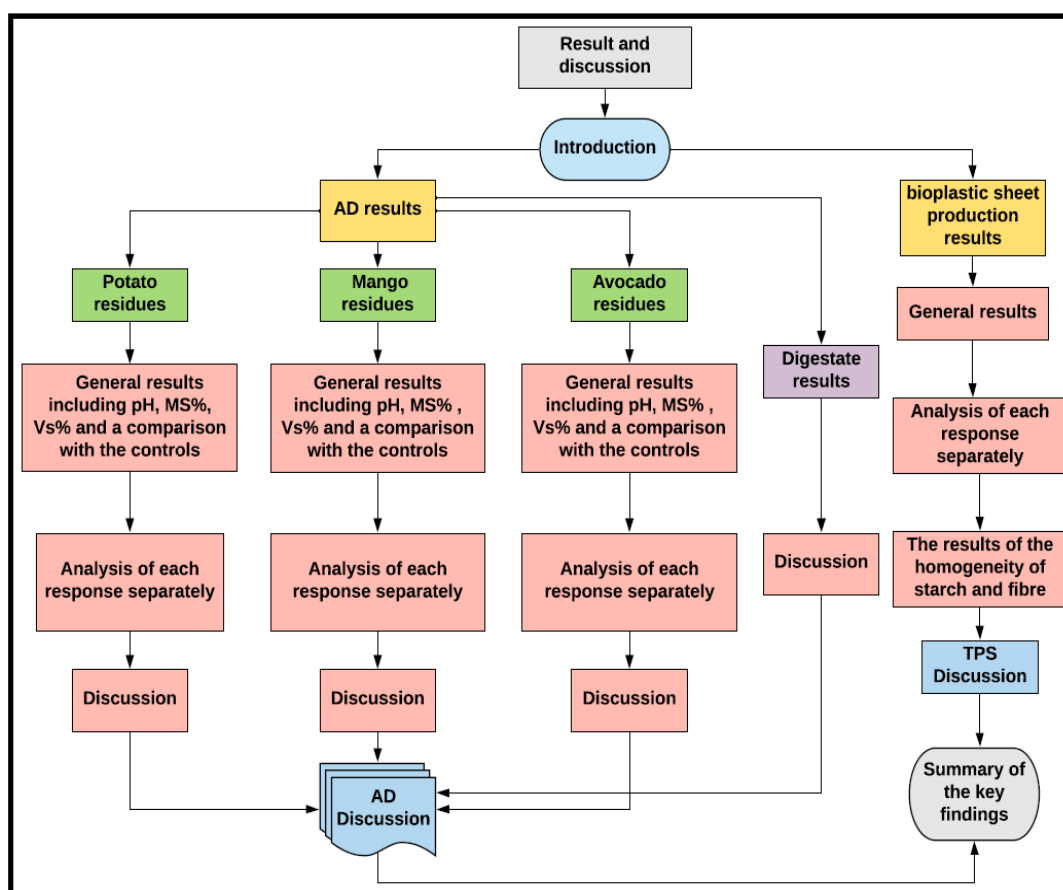 Result and
discussion
Introduction
AD results
bioplastic sheet
production
results
Potato
residues
Mango
residues
Avocado
residues
General results
Digestate
results
General results
including pH, MS%,
Vs% and a comparison
with the controls
General results
including pH, MS% ,
Vs% and a comparison
with the controls
General results
including pH, MS% ,
Vs% and a comparison
with the controls
Analysis of each
response
separately
Analysis of each
response separately
Analysis of each
response separately
Analysis of each
response separately
Discussion
The results of the
homogeneity of
starch and fibre
Discussion
Discussion
Discussion
TPS
Discussion
AD
Discussion
Summary of
the key
findings